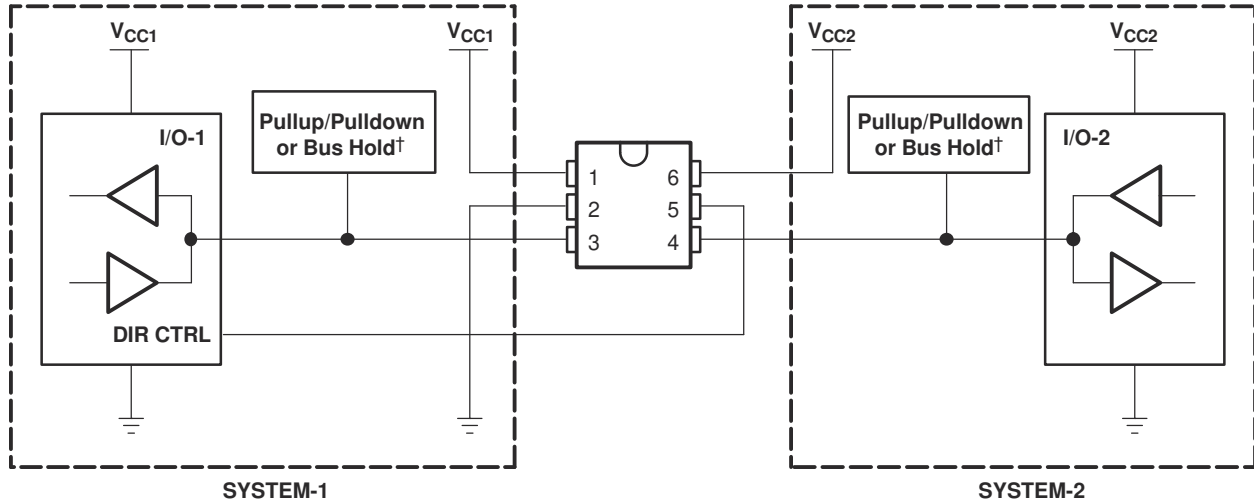 VCC1
VCC1
VCC2
VCC2
I/O-1
Pullup/Pulldown
or Bus Hold†
Pullup/Pulldown
or Bus Hold†
I/O-2
1 6
2 5
3 4
DIR CTRL
SYSTEM-1
SYSTEM-2